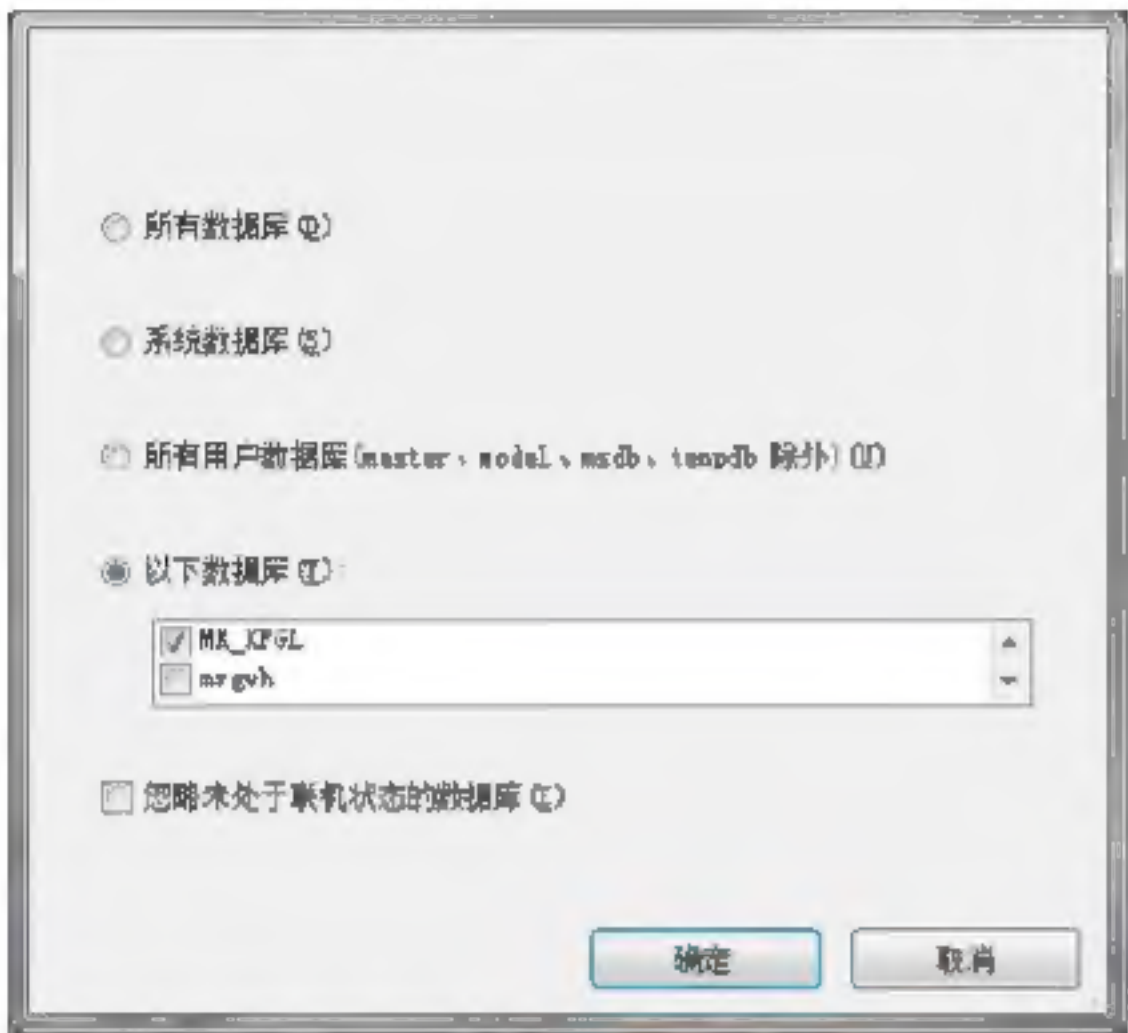 所有数据库(D)
系统数据库(S)
所有用户数据库(master、model、msdb、tempdb 除外)(U)
以下数据库(T):
MR_KFGL
忽略未处于联机状态的数据库(I)
确定
取消